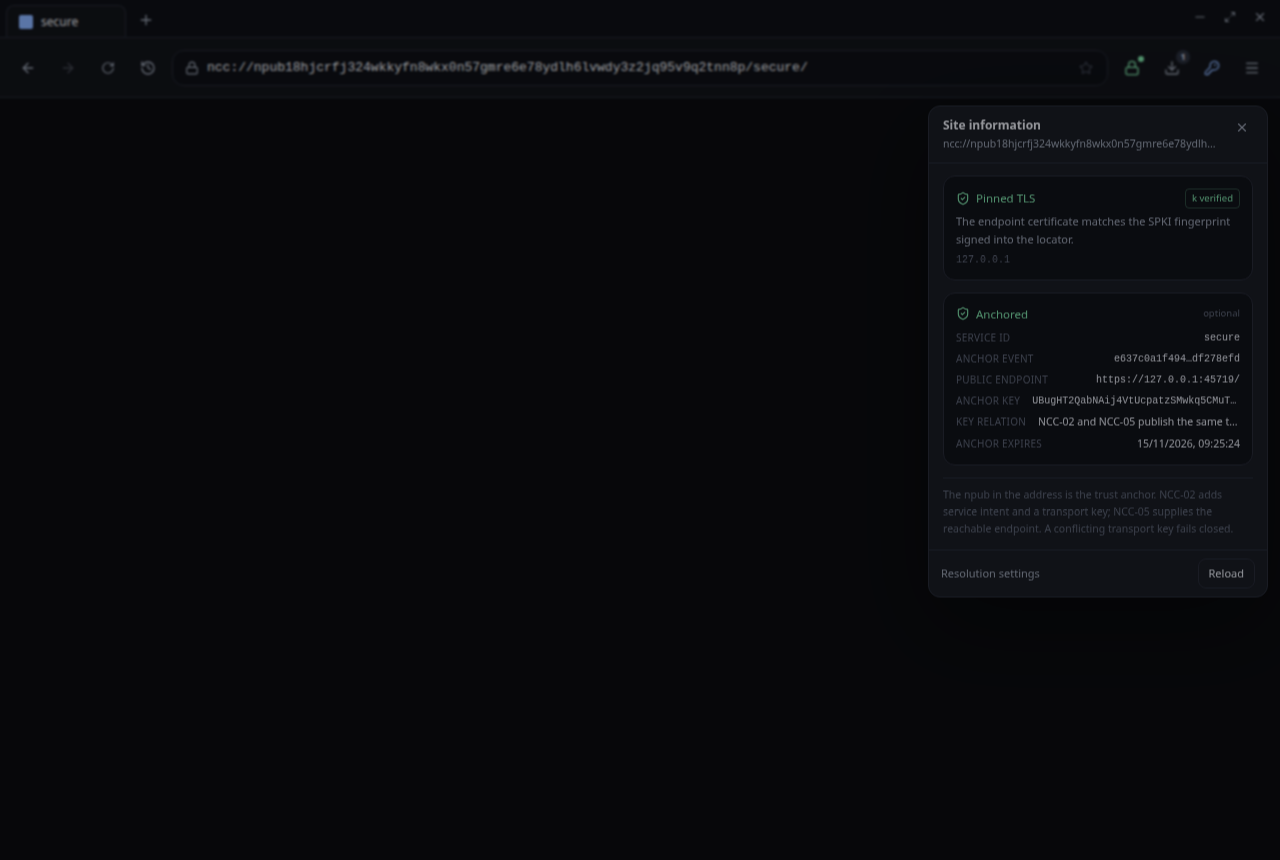 secure
1
ncc://npub18hjcrfj324wkkyfn8wkx0n57gmre6e78ydlh6lvwdy3z2jq95v9q2tnn8p/secure/
Site information
ncc://npub18hjcrfj324wkkyfn8wkx0n57gmre6e78ydlh...
Pinned TLS
k verified
The endpoint certificate matches the SPKI fingerprint
signed into the locator.
127.0.0.1
Anchored
optional
SERVICE ID
secure
ANCHOR EVENT
e637c0a1f494…df278efd
PUBLIC ENDPOINT
https://127.0.0.1:45719/
ANCHOR KEY
UBugHT2QabNAij4VtUcpatzSMwkq5CMuT…
KEY RELATION
NCC-02 and NCC-05 publish the same t...
ANCHOR EXPIRES
15/11/2026, 09:25:24
The npub in the address is the trust anchor. NCC-02 adds
service intent and a transport key; NCC-05 supplies the
reachable endpoint. A conflicting transport key fails closed.
Resolution settings
Reload